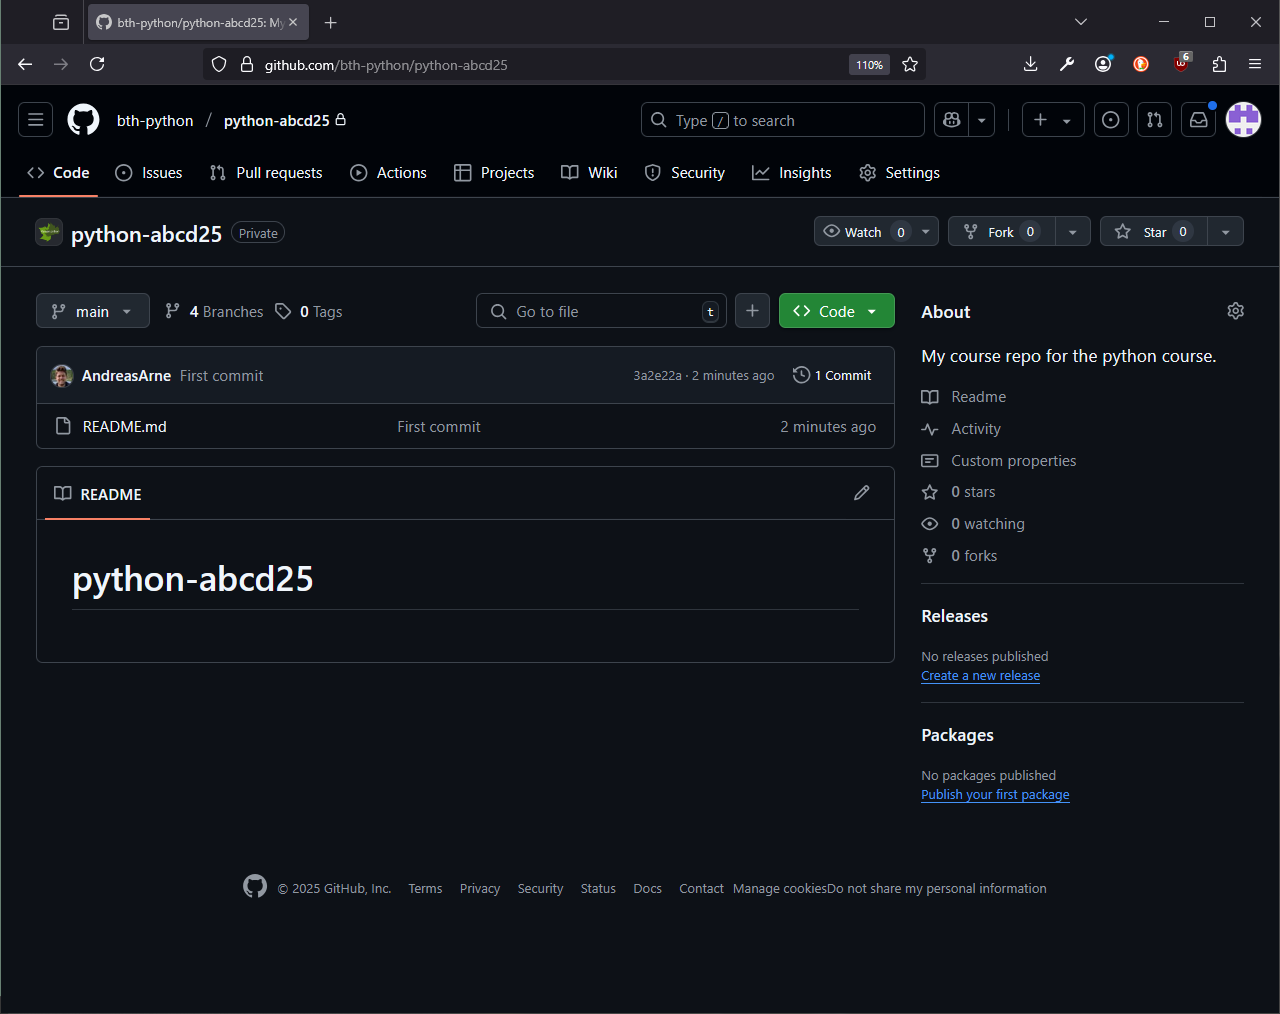 bth-python/python-abcd25: My
github.com/bth-python/python-abcd25
110%
6
bth-python / python-abcd25
Type / to search
Code
Issues
Pull requests
Actions
Projects
Wiki
Security
Insights
Settings
python-abcd25
Private
Watch 0
Fork 0
Star 0
main
4 Branches
0 Tags
Go to file
t
Code
AndreasArne First commit
3a2e22a · 2 minutes ago
1 Commit
README.md
First commit
2 minutes ago
README
python-abcd25
About
My course repo for the python course.
Readme
Activity
Custom properties
0 stars
0 watching
0 forks
Releases
No releases published
Create a new release
Packages
No packages published
Publish your first package
© 2025 GitHub, Inc. Terms Privacy Security Status Docs Contact Manage cookies Do not share my personal information